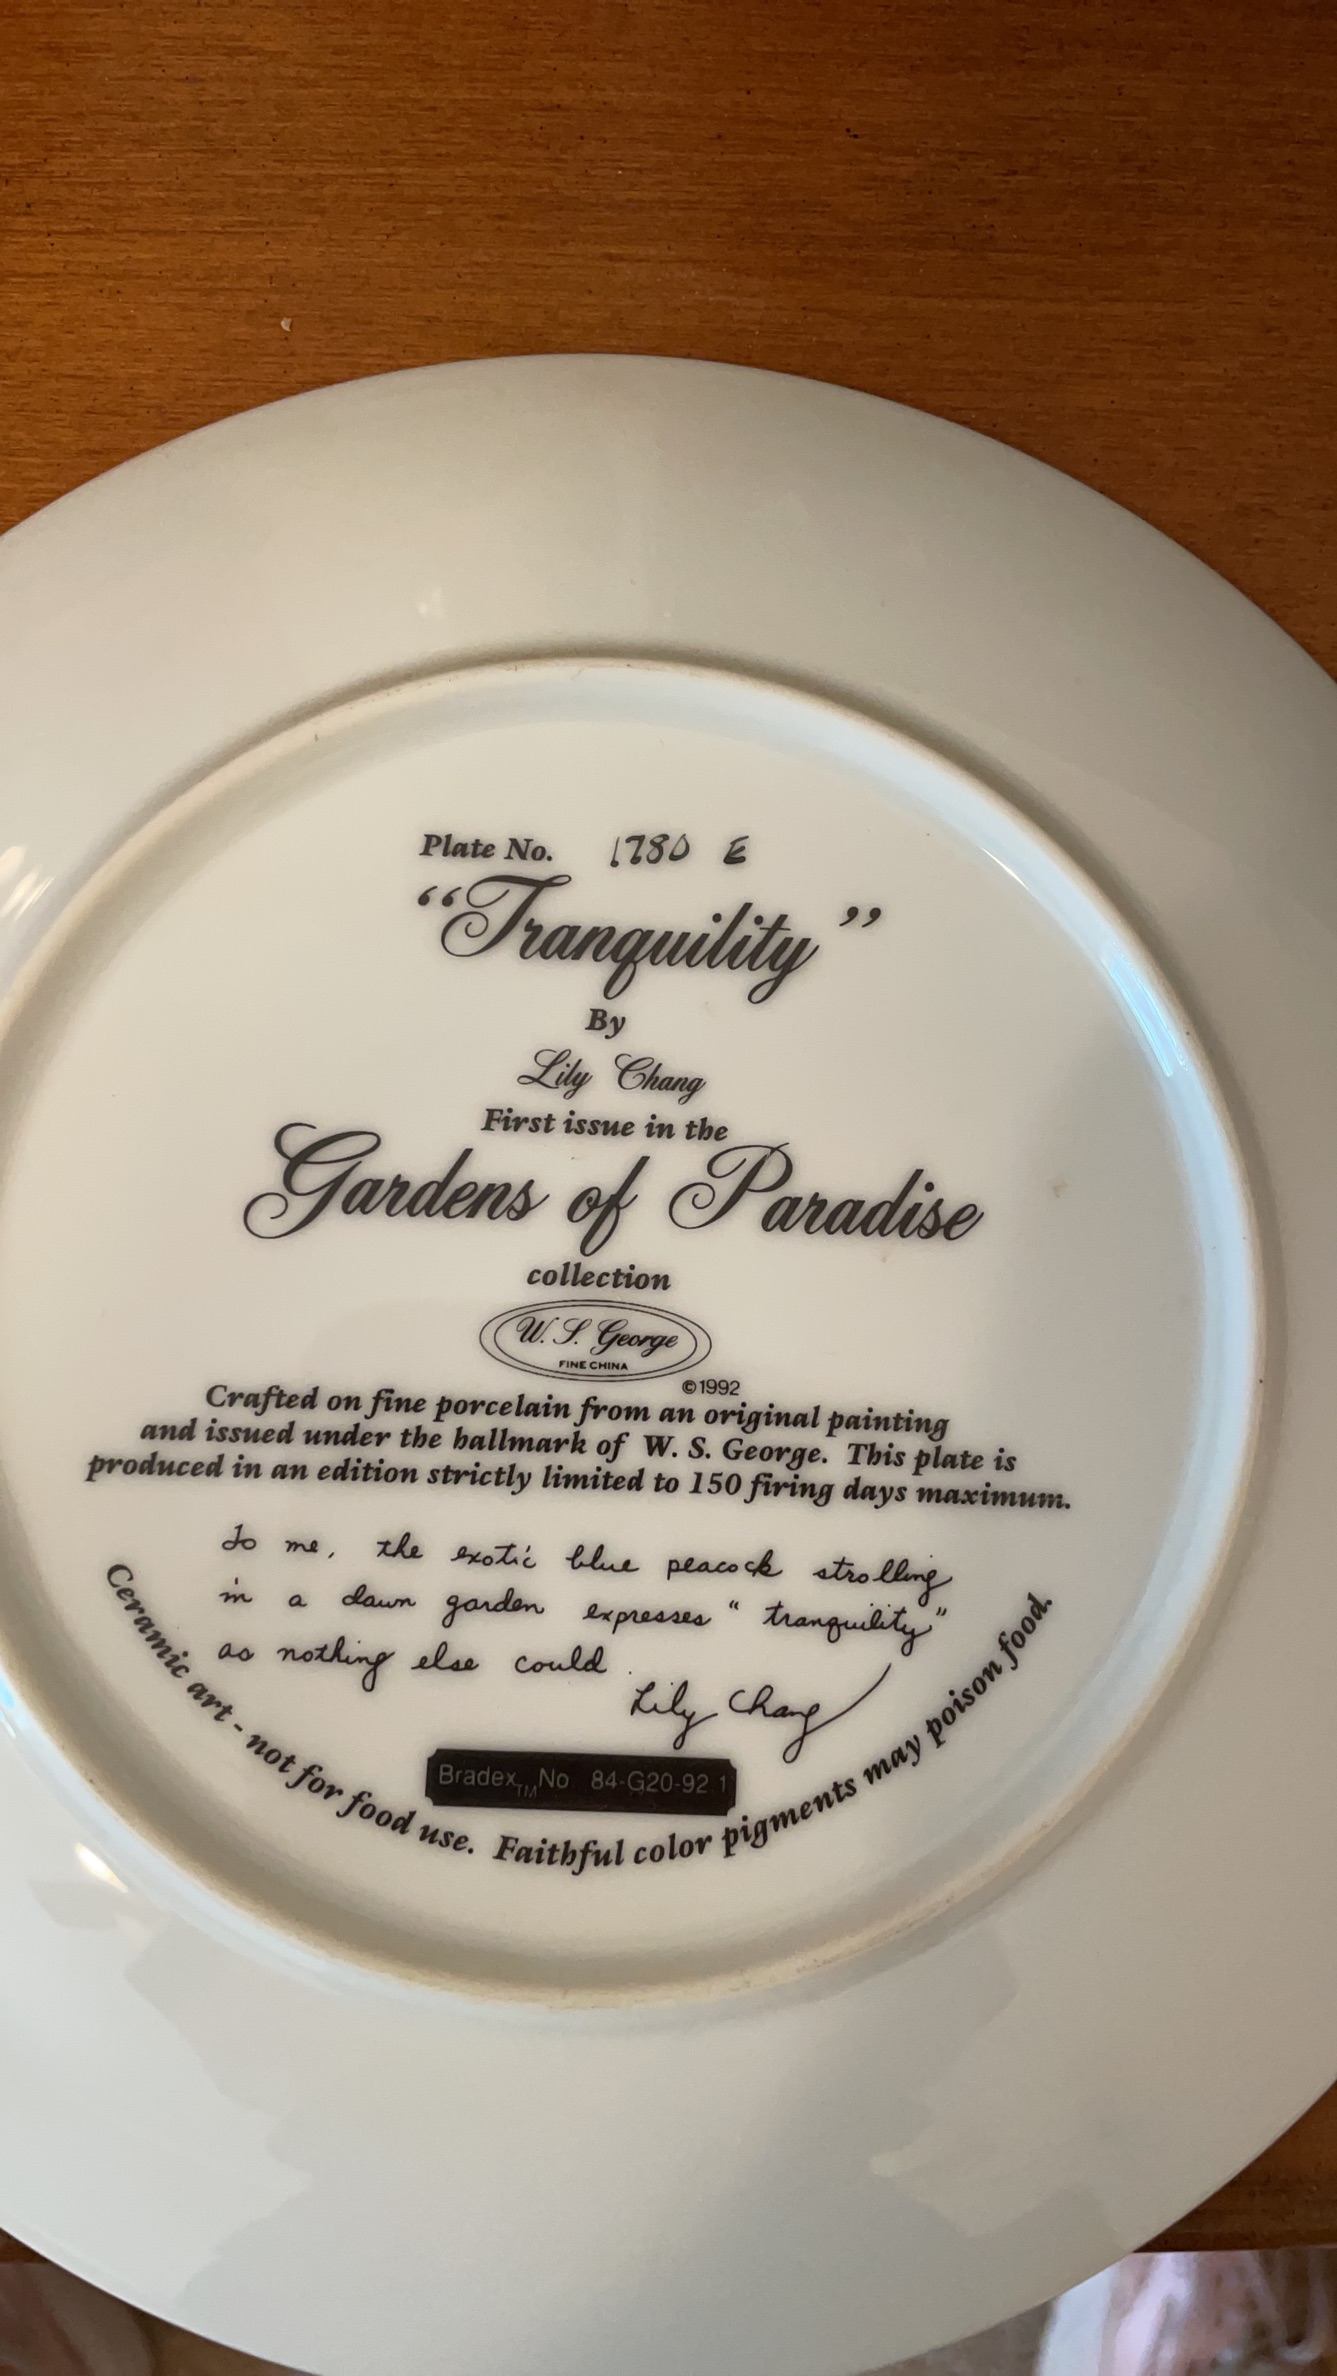 Plate No. 1780 E
“Tranquility”
By
Lily Chang
First issue in the
Gardens of Paradise
collection
W. S. George
FINE CHINA
©1992
Crafted on fine porcelain from an original painting
and issued under the hallmark of W. S. George. This plate is
produced in an edition strictly limited to 150 firing days maximum.
To me, the exotic blue peacock strolling
in a dawn garden expresses “tranquility”
as nothing else could.
Lily Chang
Bradex™ No 84-G20-92.1
Ceramic art - not for food use. Faithful color pigments may poison food.